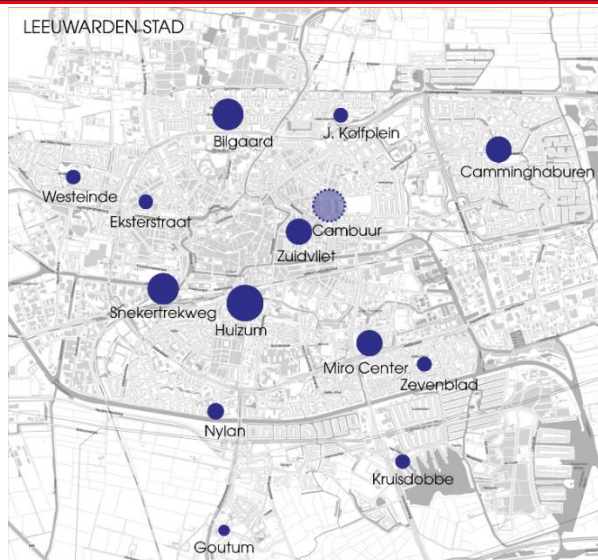 LEEUWARDEN STAD
Bilgaard
J. Kolfplein
Camminghaburen
Westeinde
Eksterstraat
Cambuur
Zuidvliet
Snekertrekweg
Huizum
Miro Center
Zevenblad
Nylan
Kruisdobbe
Goutum